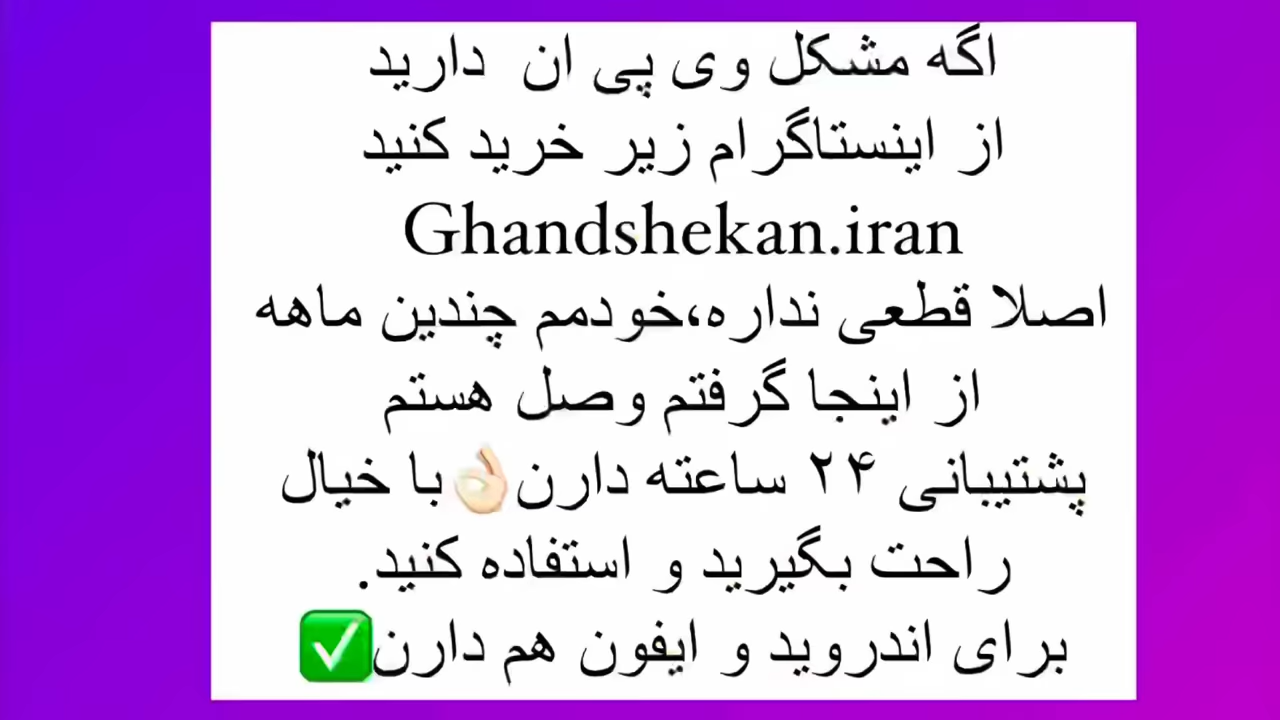 اگه مشکل وی پی ان دارید
از اینستاگرام زیر خرید کنید
Ghandshekan.iran
اصلا قطعی نداره،خودمم چندین ماهه
از اینجا گرفتم وصل هستم
پشتیبانی ۲۴ ساعته دارن👌🏻با خیال
راحت بگیرید و استفاده کنید.
برای اندروید و ایفون هم دارن✅